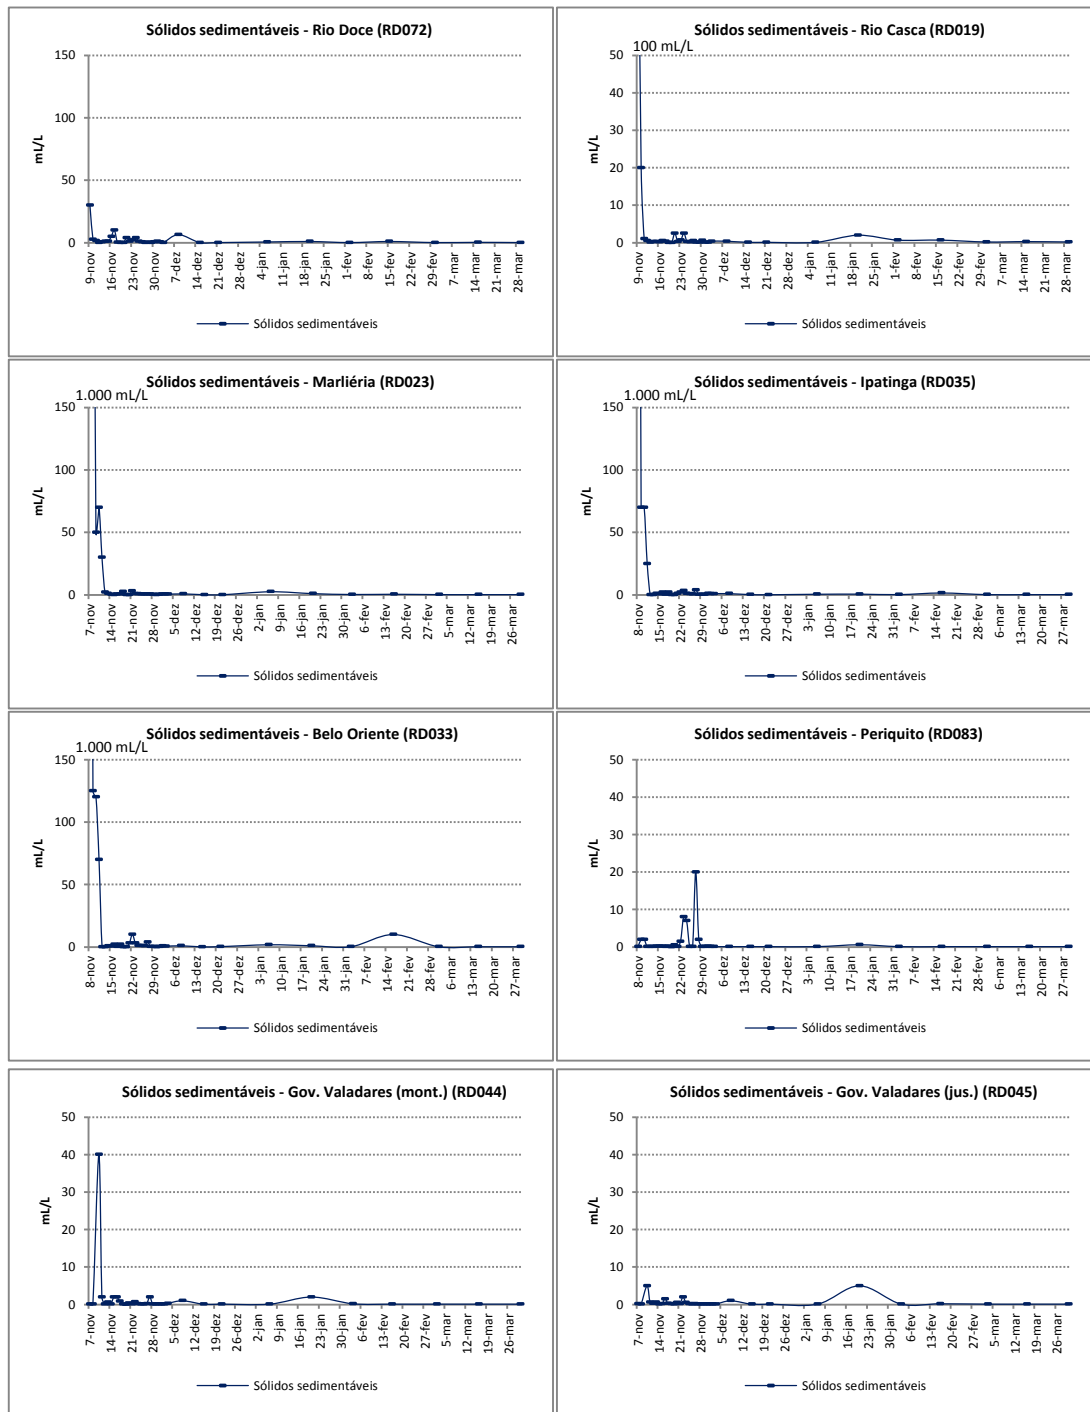 Sólidos sedimentáveis - Rio Doce (RD072)
150
100
50
0
mL/L
9-nov
16-nov
23-nov
30-nov
7-dez
14-dez
21-dez
28-dez
4-jan
11-jan
18-jan
25-jan
1-fev
8-fev
15-fev
22-fev
29-fev
7-mar
14-mar
21-mar
28-mar
Sólidos sedimentáveis
Sólidos sedimentáveis - Rio Casca (RD019)
100 mL/L
50
40
30
20
10
0
mL/L
9-nov
16-nov
23-nov
30-nov
7-dez
14-dez
21-dez
28-dez
4-jan
11-jan
18-jan
25-jan
1-fev
8-fev
15-fev
22-fev
29-fev
7-mar
14-mar
21-mar
28-mar
Sólidos sedimentáveis
Sólidos sedimentáveis - Marliéria (RD023)
1.000 mL/L
150
100
50
0
mL/L
7-nov
14-nov
21-nov
28-nov
5-dez
12-dez
19-dez
26-dez
2-jan
9-jan
16-jan
23-jan
30-jan
6-fev
13-fev
20-fev
27-fev
5-mar
12-mar
19-mar
26-mar
Sólidos sedimentáveis
Sólidos sedimentáveis - Ipatinga (RD035)
1.000 mL/L
150
100
50
0
mL/L
8-nov
15-nov
22-nov
29-nov
6-dez
13-dez
20-dez
27-dez
3-jan
10-jan
17-jan
24-jan
31-jan
7-fev
14-fev
21-fev
28-fev
6-mar
13-mar
20-mar
27-mar
Sólidos sedimentáveis
Sólidos sedimentáveis - Belo Oriente (RD033)
1.000 mL/L
150
100
50
0
mL/L
8-nov
15-nov
22-nov
29-nov
6-dez
13-dez
20-dez
27-dez
3-jan
10-jan
17-jan
24-jan
31-jan
7-fev
14-fev
21-fev
28-fev
6-mar
13-mar
20-mar
27-mar
Sólidos sedimentáveis
Sólidos sedimentáveis - Periquito (RD083)
50
40
30
20
10
0
mL/L
8-nov
15-nov
22-nov
29-nov
6-dez
13-dez
20-dez
27-dez
3-jan
10-jan
17-jan
24-jan
31-jan
7-fev
14-fev
21-fev
28-fev
6-mar
13-mar
20-mar
27-mar
Sólidos sedimentáveis
Sólidos sedimentáveis - Gov. Valadares (mont.) (RD044)
50
40
30
20
10
0
mL/L
7-nov
14-nov
21-nov
28-nov
5-dez
12-dez
19-dez
26-dez
2-jan
9-jan
16-jan
23-jan
30-jan
6-fev
13-fev
20-fev
27-fev
5-mar
12-mar
19-mar
26-mar
Sólidos sedimentáveis
Sólidos sedimentáveis - Gov. Valadares (jus.) (RD045)
50
40
30
20
10
0
mL/L
7-nov
14-nov
21-nov
28-nov
5-dez
12-dez
19-dez
26-dez
2-jan
9-jan
16-jan
23-jan
30-jan
6-fev
13-fev
20-fev
27-fev
5-mar
12-mar
19-mar
26-mar
Sólidos sedimentáveis